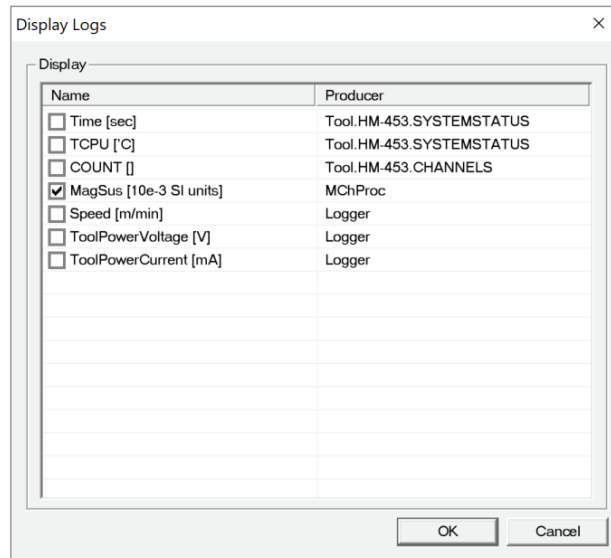 Display Logs
Display
Name Producer
Time [sec] Tool.HM-453.SYSTEMSTATUS
TCPU ['C] Tool.HM-453.SYSTEMSTATUS
COUNT [] Tool.HM-453.CHANNELS
MagSus [10e-3 SI units] MChProc
Speed [m/min] Logger
ToolPowerVoltage [V] Logger
ToolPowerCurrent [mA] Logger
OK Cancel